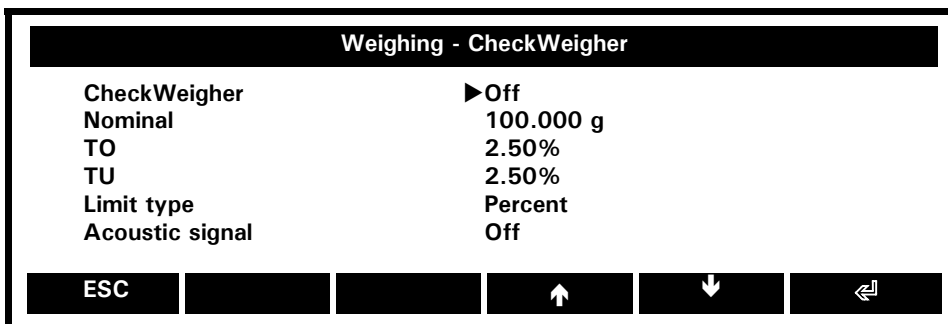 Weighing - CheckWeigher
CheckWeigher ▶Off
Nominal 100.000 g
TO 2.50%
TU 2.50%
Limit type Percent
Acoustic signal Off
ESC